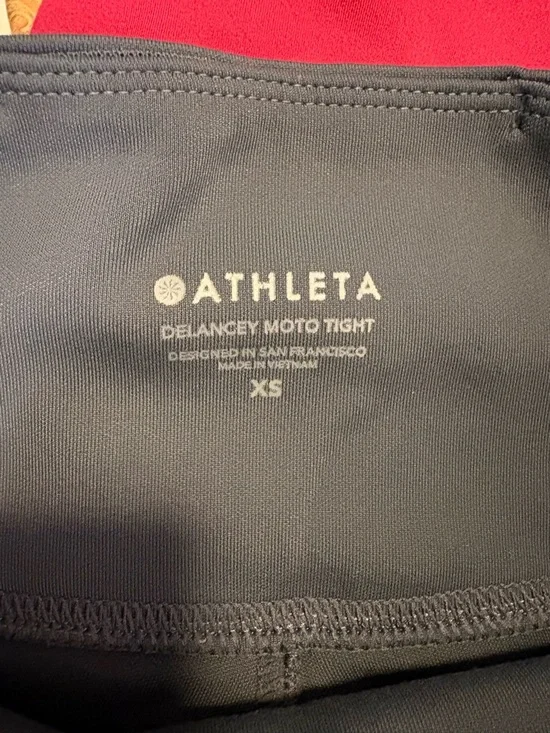 ATHLETA
DELANCEY MOTO TIGHT
DESIGNED IN SAN FRANCISCO
MADE IN VIETNAM
XS